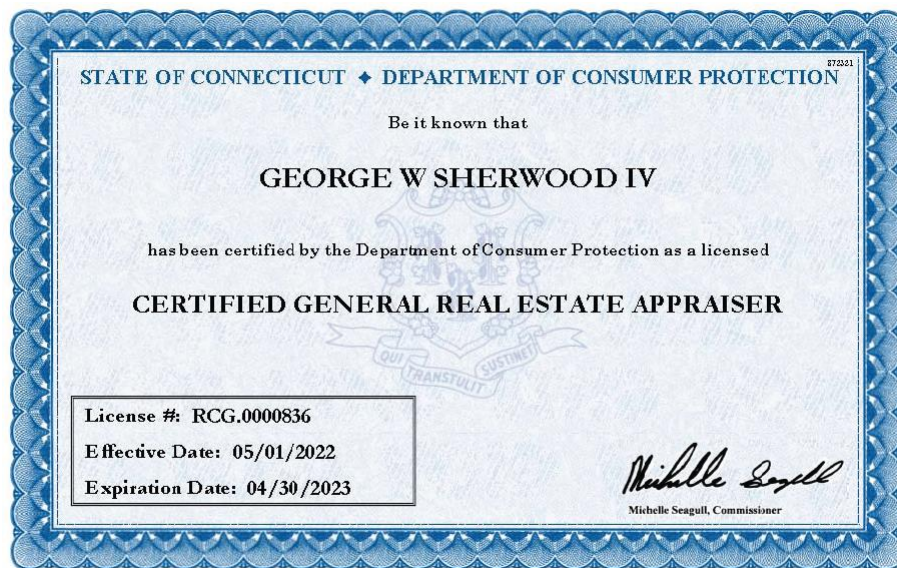 872321
STATE OF CONNECTICUT ✦ DEPARTMENT OF CONSUMER PROTECTION
Be it known that
GEORGE W SHERWOOD IV
has been certified by the Department of Consumer Protection as a licensed
CERTIFIED GENERAL REAL ESTATE APPRAISER
QUI TRANSTULIT SUSTINET
License #: RCG.0000836
Effective Date: 05/01/2022
Expiration Date: 04/30/2023
Michelle Seagull
Michelle Seagull, Commissioner